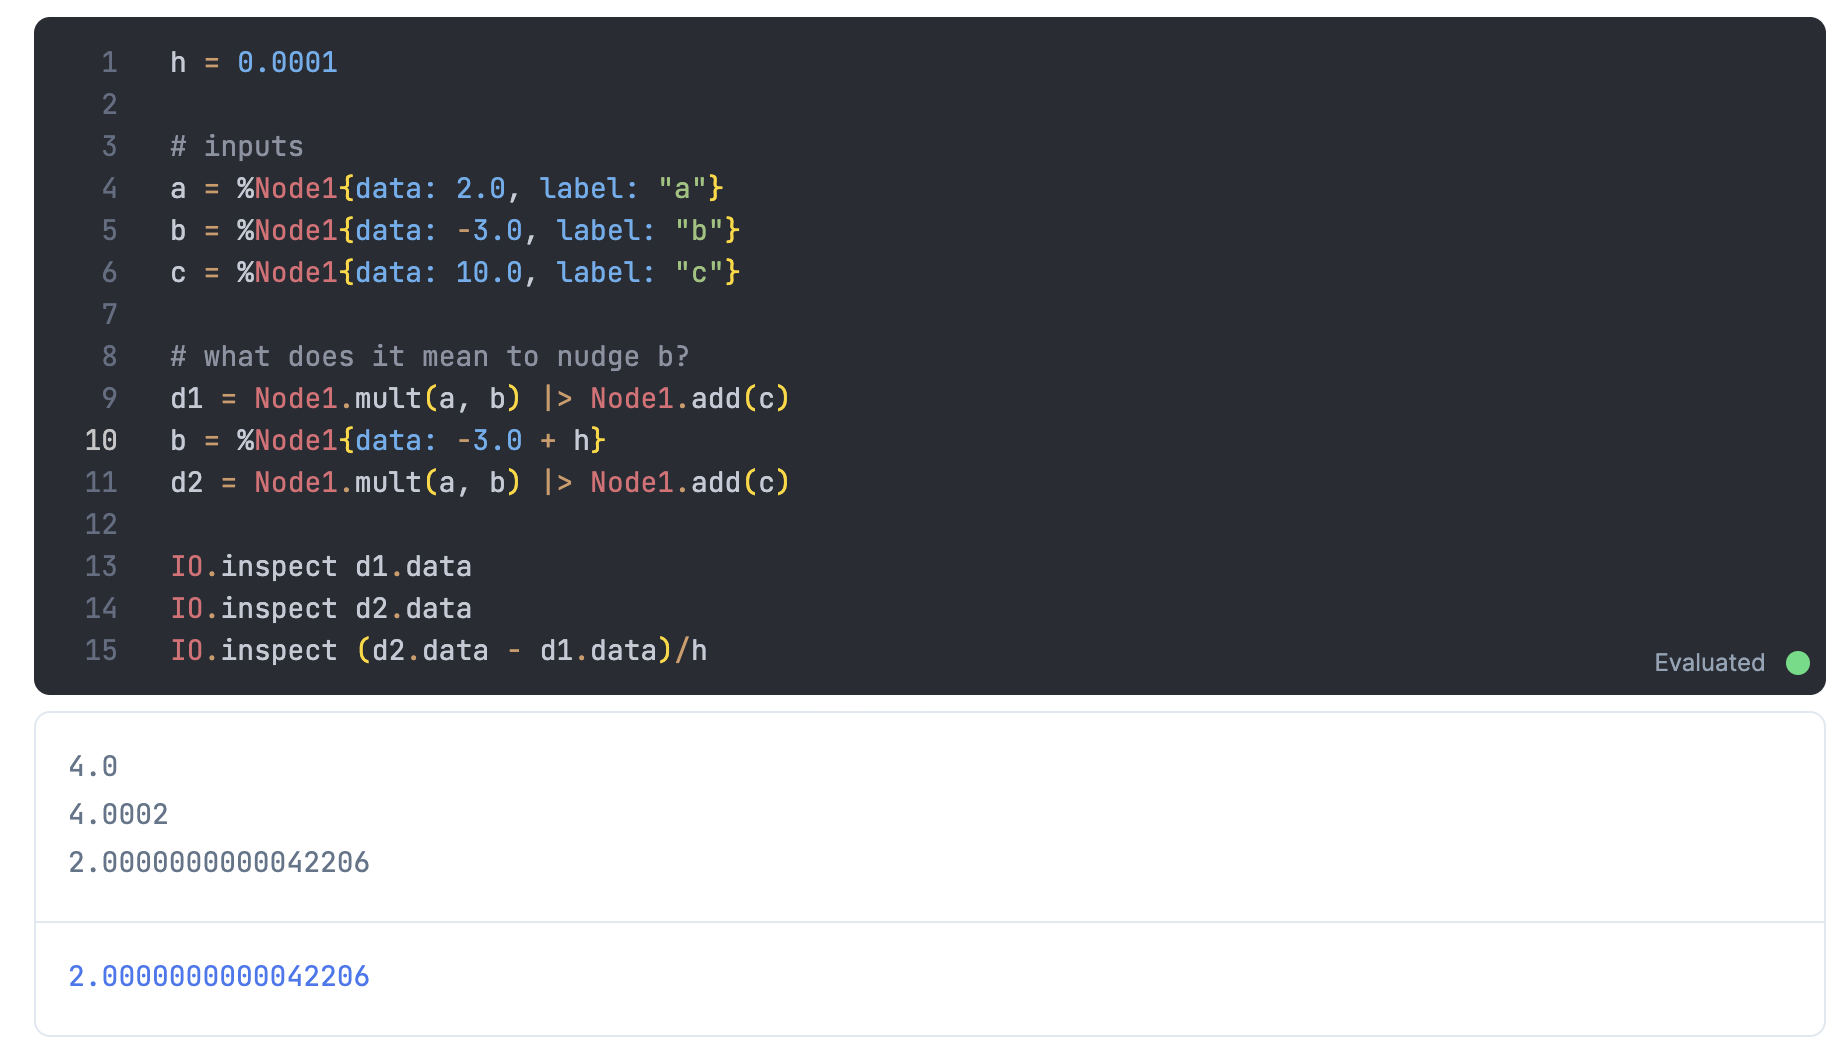 1 h = 0.0001
2
3 # inputs
4 a = %Node1{data: 2.0, label: "a"}
5 b = %Node1{data: -3.0, label: "b"}
6 c = %Node1{data: 10.0, label: "c"}
7
8 # what does it mean to nudge b?
9 d1 = Node1.mult(a, b) |> Node1.add(c)
10 b = %Node1{data: -3.0 + h}
11 d2 = Node1.mult(a, b) |> Node1.add(c)
12
13 IO.inspect d1.data
14 IO.inspect d2.data
15 IO.inspect (d2.data - d1.data)/h
Evaluated
4.0
4.0002
2.0000000000042206
2.0000000000042206